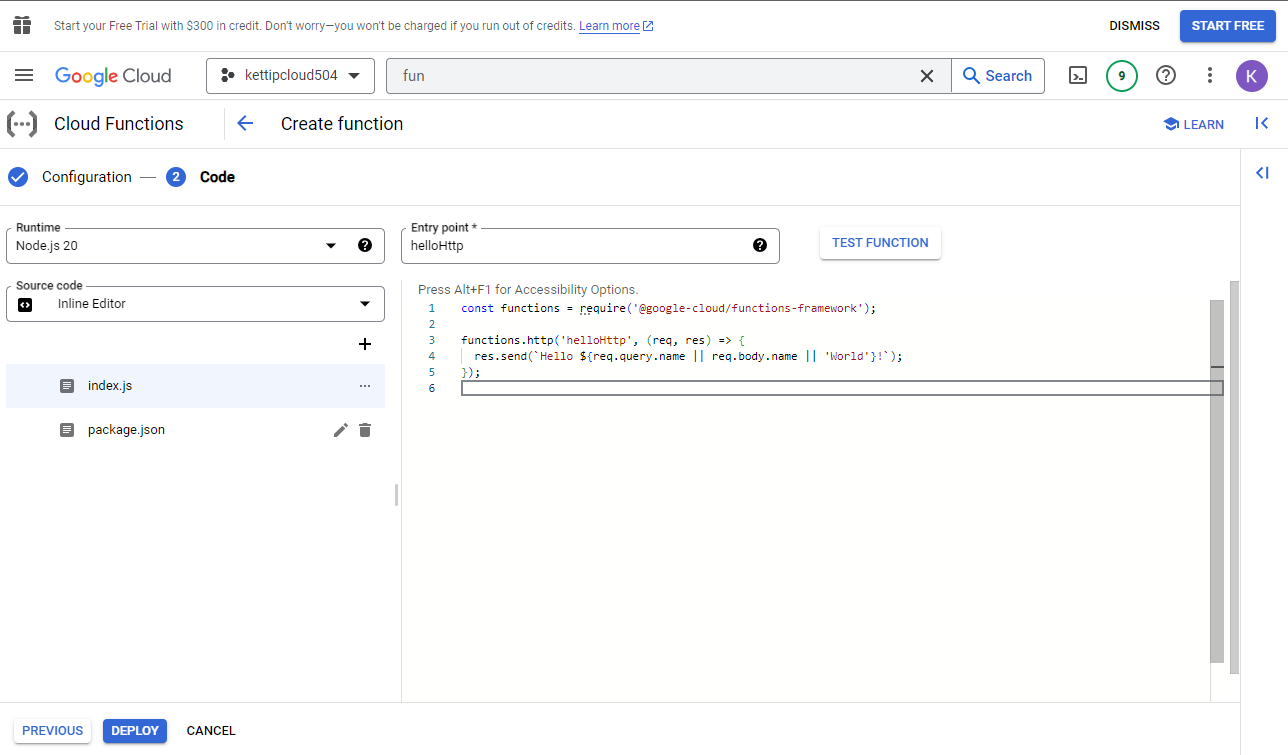 Start your Free Trial with $300 in credit. Don't worry—you won't be charged if you run out of credits. Learn more
DISMISS
START FREE
Google Cloud
kettipcloud504
fun
Search
9
K
Cloud Functions
Create function
LEARN
Configuration
2
Code
Runtime
Node.js 20
Entry point *
helloHttp
TEST FUNCTION
Source code
Inline Editor
index.js
package.json
Press Alt+F1 for Accessibility Options.
1 const functions = require('@google-cloud/functions-framework');
2
3 functions.http('helloHttp', (req, res) => {
4 res.send(`Hello ${req.query.name || req.body.name || 'World'}!`);
5 });
6
PREVIOUS
DEPLOY
CANCEL